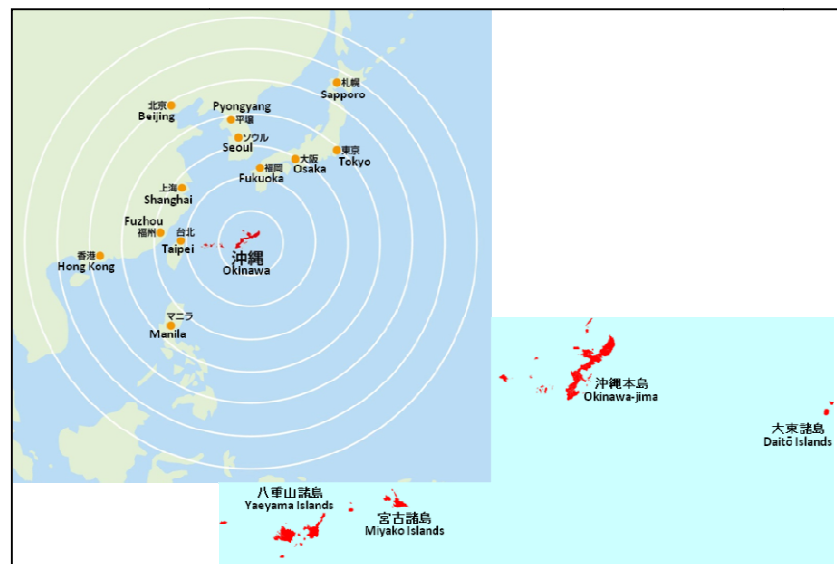 札幌
Sapporo
北京
Beijing
Pyongyang
平壌
ソウル
Seoul
東京
Tokyo
大阪
Osaka
福岡
Fukuoka
上海
Shanghai
Fuzhou
福州
台北
Taipei
香港
Hong Kong
沖縄
Okinawa
マニラ
Manila
沖縄本島
Okinawa-jima
大東諸島
Daitō Islands
八重山諸島
Yaeyama Islands
宮古諸島
Miyako Islands